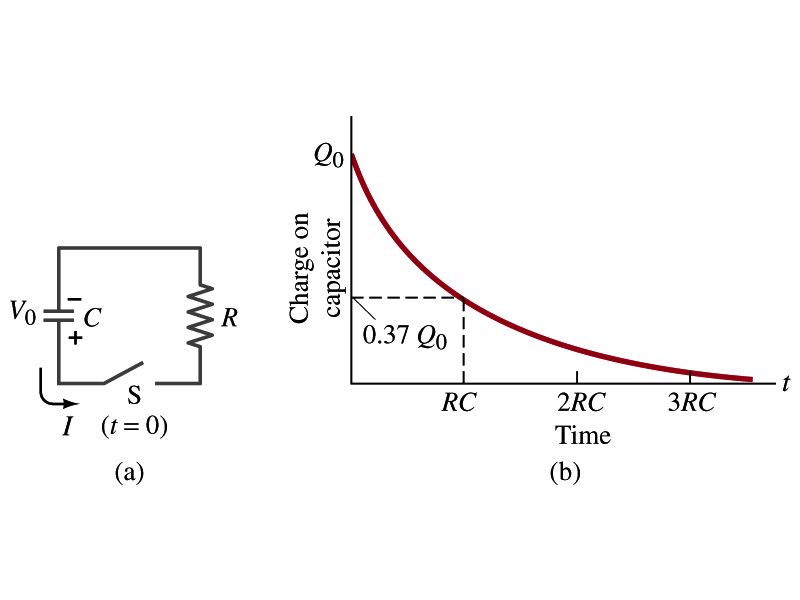 V₀
−
C
+
R
S
I
(t = 0)
(a)
Q₀
Charge on
capacitor
0.37 Q₀
RC
2RC
3RC
t
Time
(b)